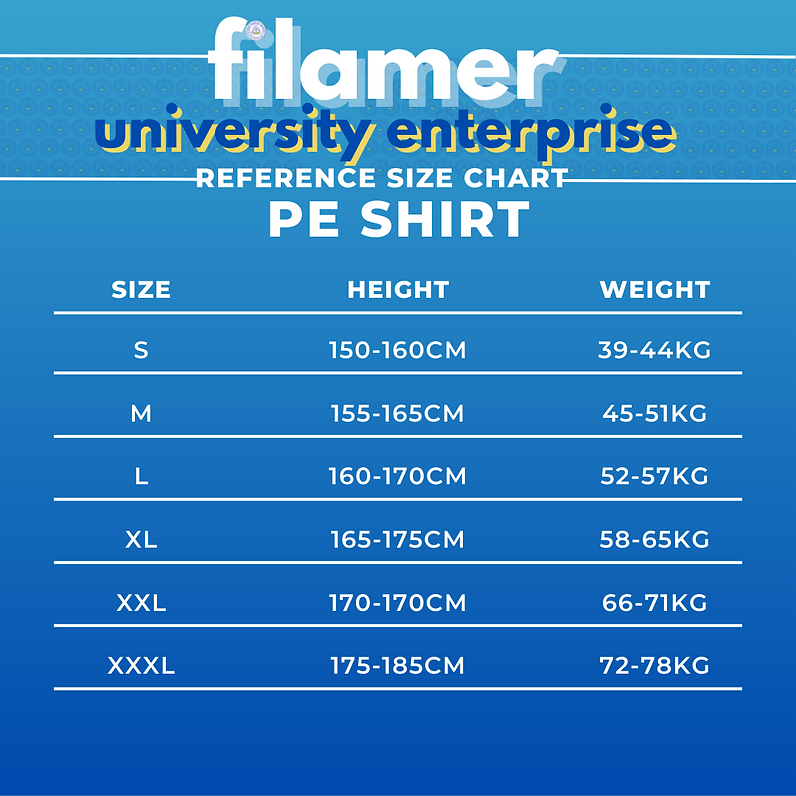 filamer
university enterprise
REFERENCE SIZE CHART
PE SHIRT
SIZE HEIGHT WEIGHT
S 150-160CM 39-44KG
M 155-165CM 45-51KG
L 160-170CM 52-57KG
XL 165-175CM 58-65KG
XXL 170-170CM 66-71KG
XXXL 175-185CM 72-78KG